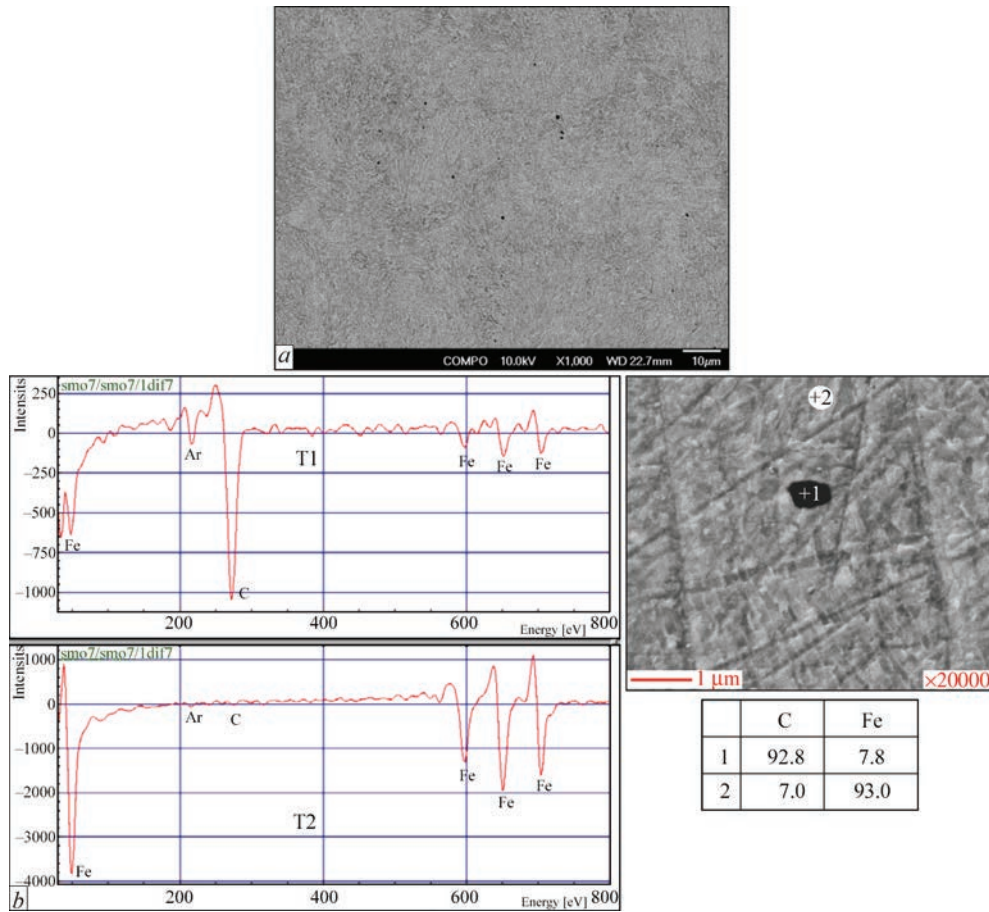 a
COMPO 10.0kV X1,000 WD 22.7mm 10μm
smo7/smo7/1dif7
Intensits
250
0
–250
–500
–750
–1000
Fe
Ar
C
T1
Fe
Fe
Fe
200
400
600
800
Energy [eV]
smo7/smo7/1dif7
Intensits
1000
0
–1000
–2000
–3000
–4000
Fe
Ar
C
T2
Fe
Fe
Fe
200
400
600
800
Energy [eV]
b
+2
+1
1 μm ×20000
C Fe
1 92.8 7.8
2 7.0 93.0